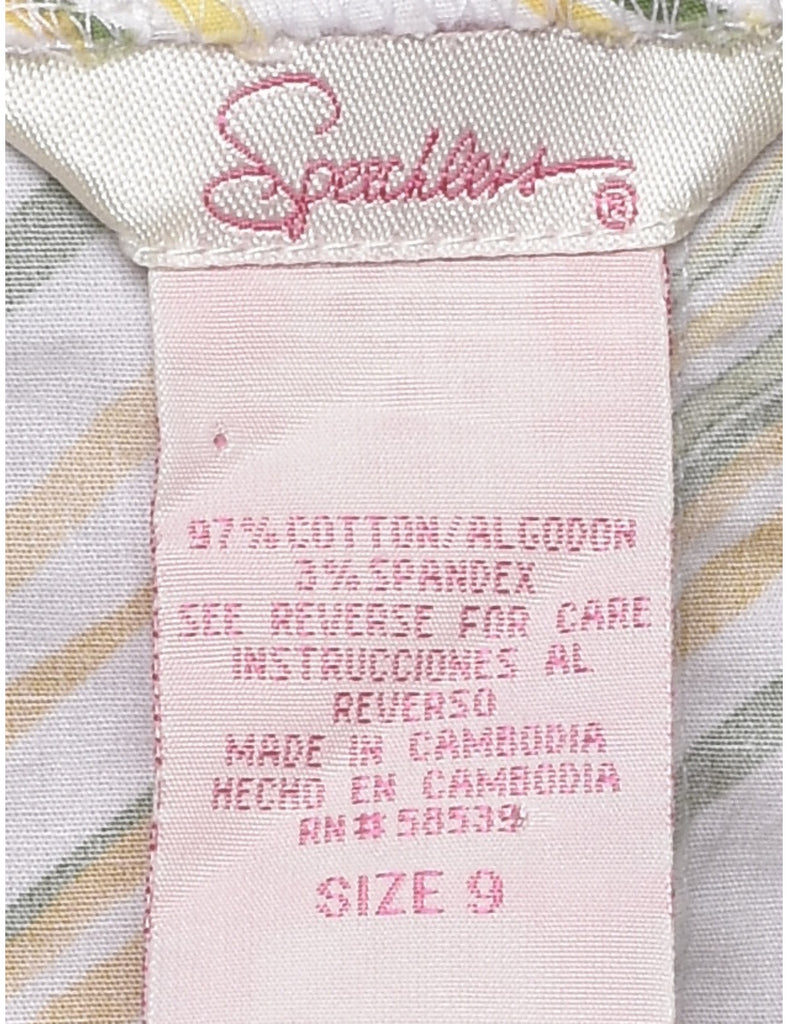 Speechless ®
97% COTTON/ALGODON
3% SPANDEX
SEE REVERSE FOR CARE
INSTRUCCIONES AL
REVERSO
MADE IN CAMBODIA
HECHO EN CAMBODIA
RN# 58539
SIZE 9